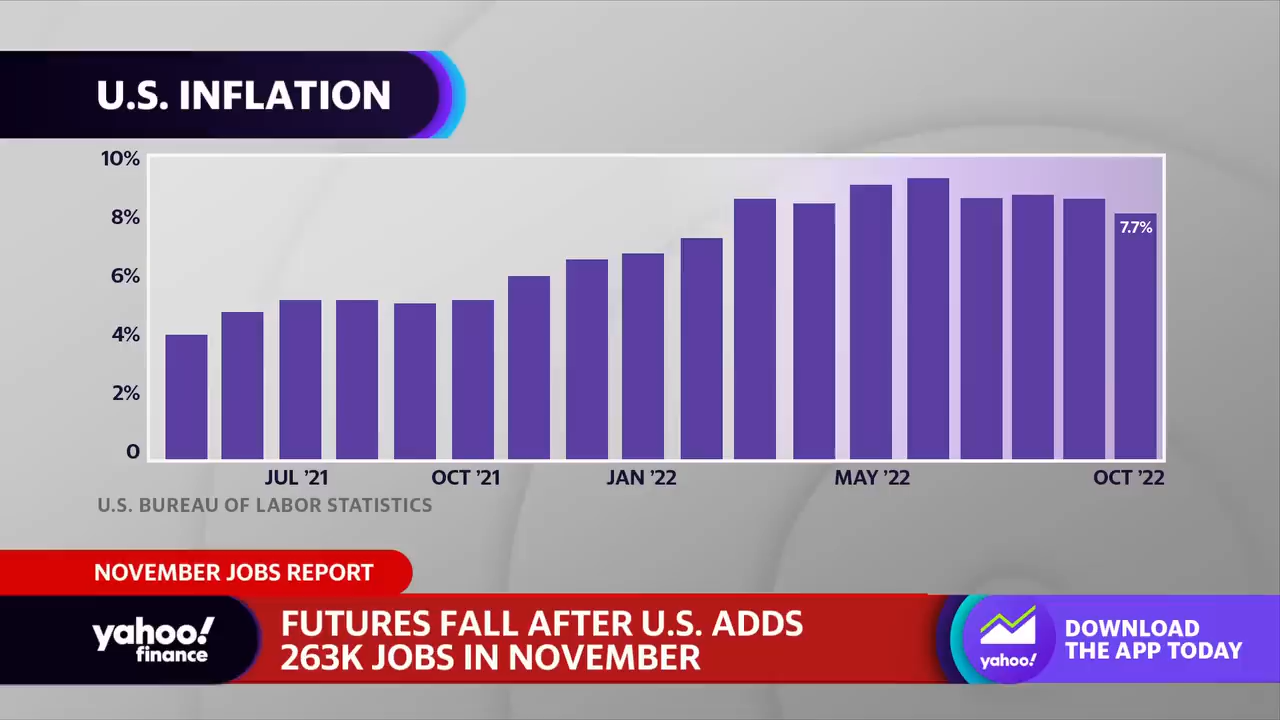 U.S. INFLATION
10%
8%
6%
4%
2%
0
7.7%
JUL ’21 OCT ’21 JAN ’22 MAY ’22 OCT ’22
U.S. BUREAU OF LABOR STATISTICS
NOVEMBER JOBS REPORT
yahoo!
finance
FUTURES FALL AFTER U.S. ADDS
263K JOBS IN NOVEMBER
yahoo!
DOWNLOAD
THE APP TODAY